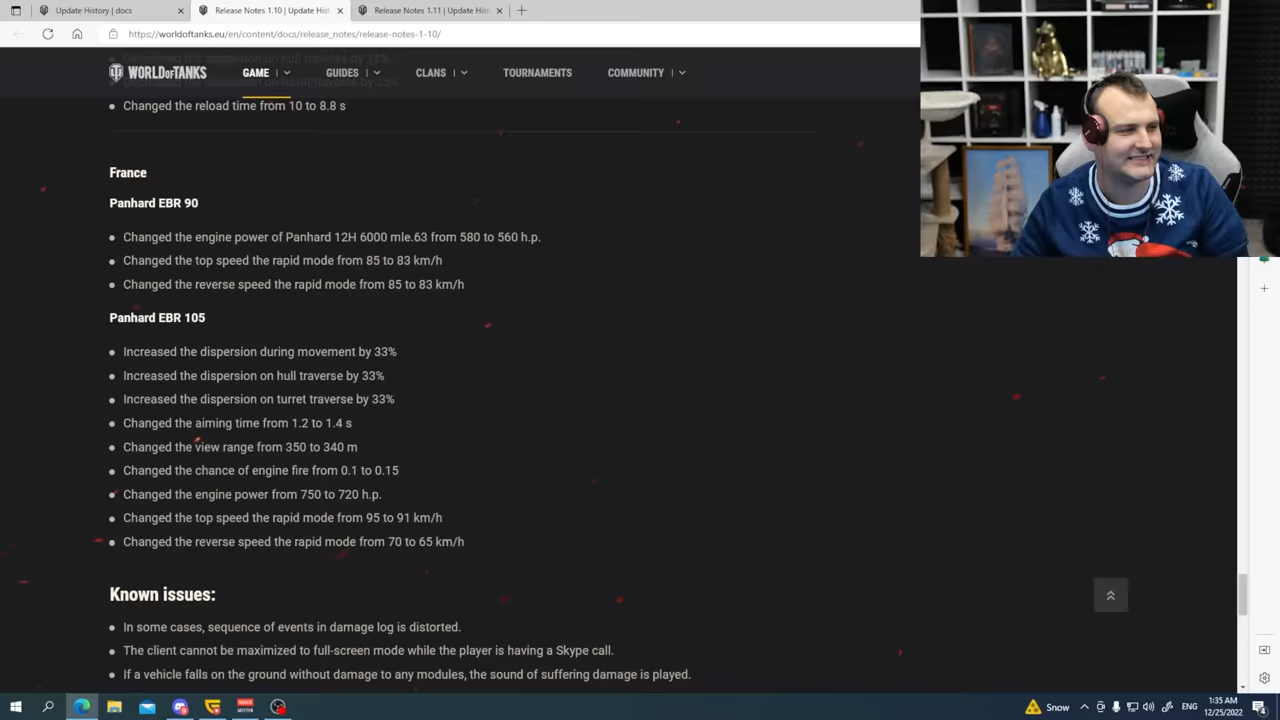 Update History | docs
Release Notes 1.10 | Update His
Release Notes 1.11 | Update His
https://worldoftanks.eu/en/content/docs/release_notes/release-notes-1-10/
WORLD OF TANKS
GAME
GUIDES
CLANS
TOURNAMENTS
COMMUNITY
Changed the reload time from 10 to 8.8 s
France
Panhard EBR 90
Changed the engine power of Panhard 12H 6000 mle.63 from 580 to 560 h.p.
Changed the top speed the rapid mode from 85 to 83 km/h
Changed the reverse speed the rapid mode from 85 to 83 km/h
Panhard EBR 105
Increased the dispersion during movement by 33%
Increased the dispersion on hull traverse by 33%
Increased the dispersion on turret traverse by 33%
Changed the aiming time from 1.2 to 1.4 s
Changed the view range from 350 to 340 m
Changed the chance of engine fire from 0.1 to 0.15
Changed the engine power from 750 to 720 h.p.
Changed the top speed the rapid mode from 95 to 91 km/h
Changed the reverse speed the rapid mode from 70 to 65 km/h
Known issues:
In some cases, sequence of events in damage log is distorted.
The client cannot be maximized to full-screen mode while the player is having a Skype call.
If a vehicle falls on the ground without damage to any modules, the sound of suffering damage is played.
Snow
ENG
1:35 AM
12/25/2022
4